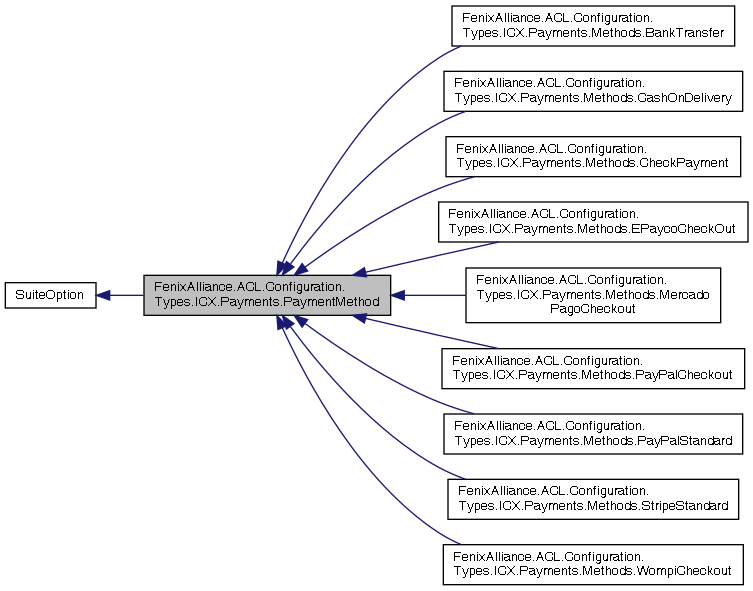 FenixAlliance.ACL.Configuration.
Types.ICX.Payments.Methods.BankTransfer
FenixAlliance.ACL.Configuration.
Types.ICX.Payments.Methods.CashOnDelivery
FenixAlliance.ACL.Configuration.
Types.ICX.Payments.Methods.CheckPayment
FenixAlliance.ACL.Configuration.
Types.ICX.Payments.Methods.EPaycoCheckOut
SuiteOption
FenixAlliance.ACL.Configuration.
Types.ICX.Payments.PaymentMethod
FenixAlliance.ACL.Configuration.
Types.ICX.Payments.Methods.Mercado
PagoCheckout
FenixAlliance.ACL.Configuration.
Types.ICX.Payments.Methods.PayPalCheckout
FenixAlliance.ACL.Configuration.
Types.ICX.Payments.Methods.PayPalStandard
FenixAlliance.ACL.Configuration.
Types.ICX.Payments.Methods.StripeStandard
FenixAlliance.ACL.Configuration.
Types.ICX.Payments.Methods.WompiCheckout